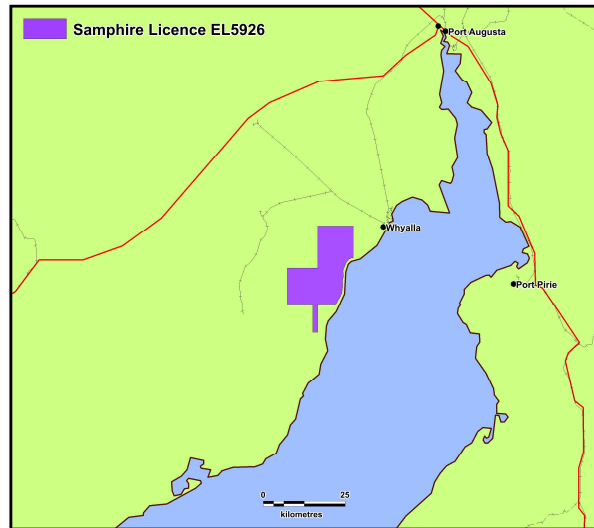 Samphire Licence EL5926
Port Augusta
Whyalla
Port Pirie
0 25
kilometres